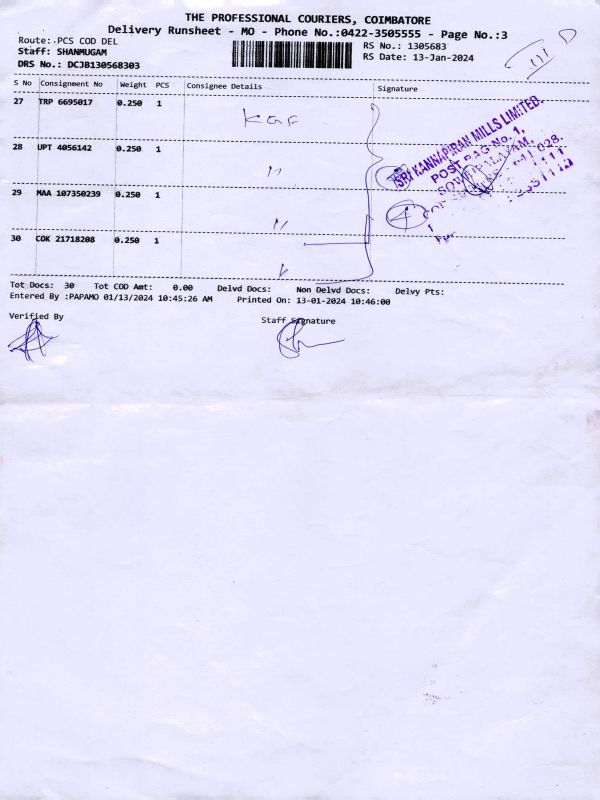 THE PROFESSIONAL COURIERS, COIMBATORE
Delivery Runsheet - MO - Phone No.:0422-3505555 - Page No.:3
Route:.PCS COD DEL
RS No.: 1305683
Staff: SHANMUGAM
RS Date: 13-Jan-2024
DRS No.: DCJB130568303
S No Consignment No Weight PCS Consignee Details Signature
27 TRP 6695017 0.250 1
KGF
28 UPT 4056142 0.250 1
"
29 MAA 107350239 0.250 1
"
30 COK 21718208 0.250 1
SRI KANNAPIRAN MILLS LIMITED.
POST BAG No. 1,
SOWRIPALAYAM,
028.
4
Tot Docs: 30 Tot COD Amt: 0.00 Delvd Docs: Non Delvd Docs: Delvy Pts:
Entered By :PAPAMO 01/13/2024 10:45:26 AM Printed On: 13-01-2024 10:46:00
Verified By Staff Signature